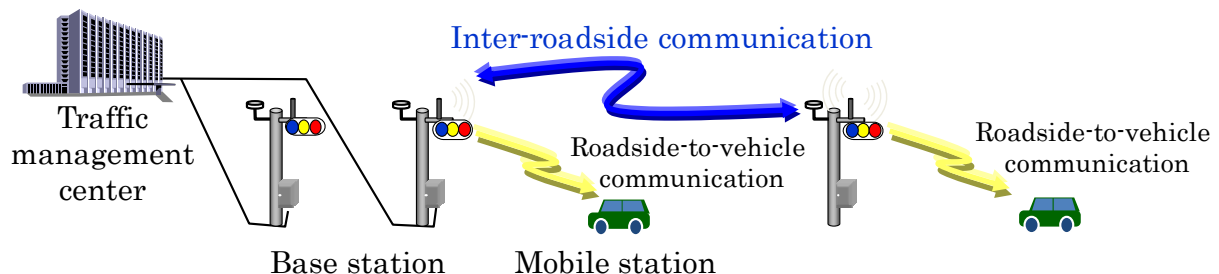 Inter-roadside communication
Traffic
management
center
Roadside-to-vehicle
communication
Roadside-to-vehicle
communication
Base station
Mobile station